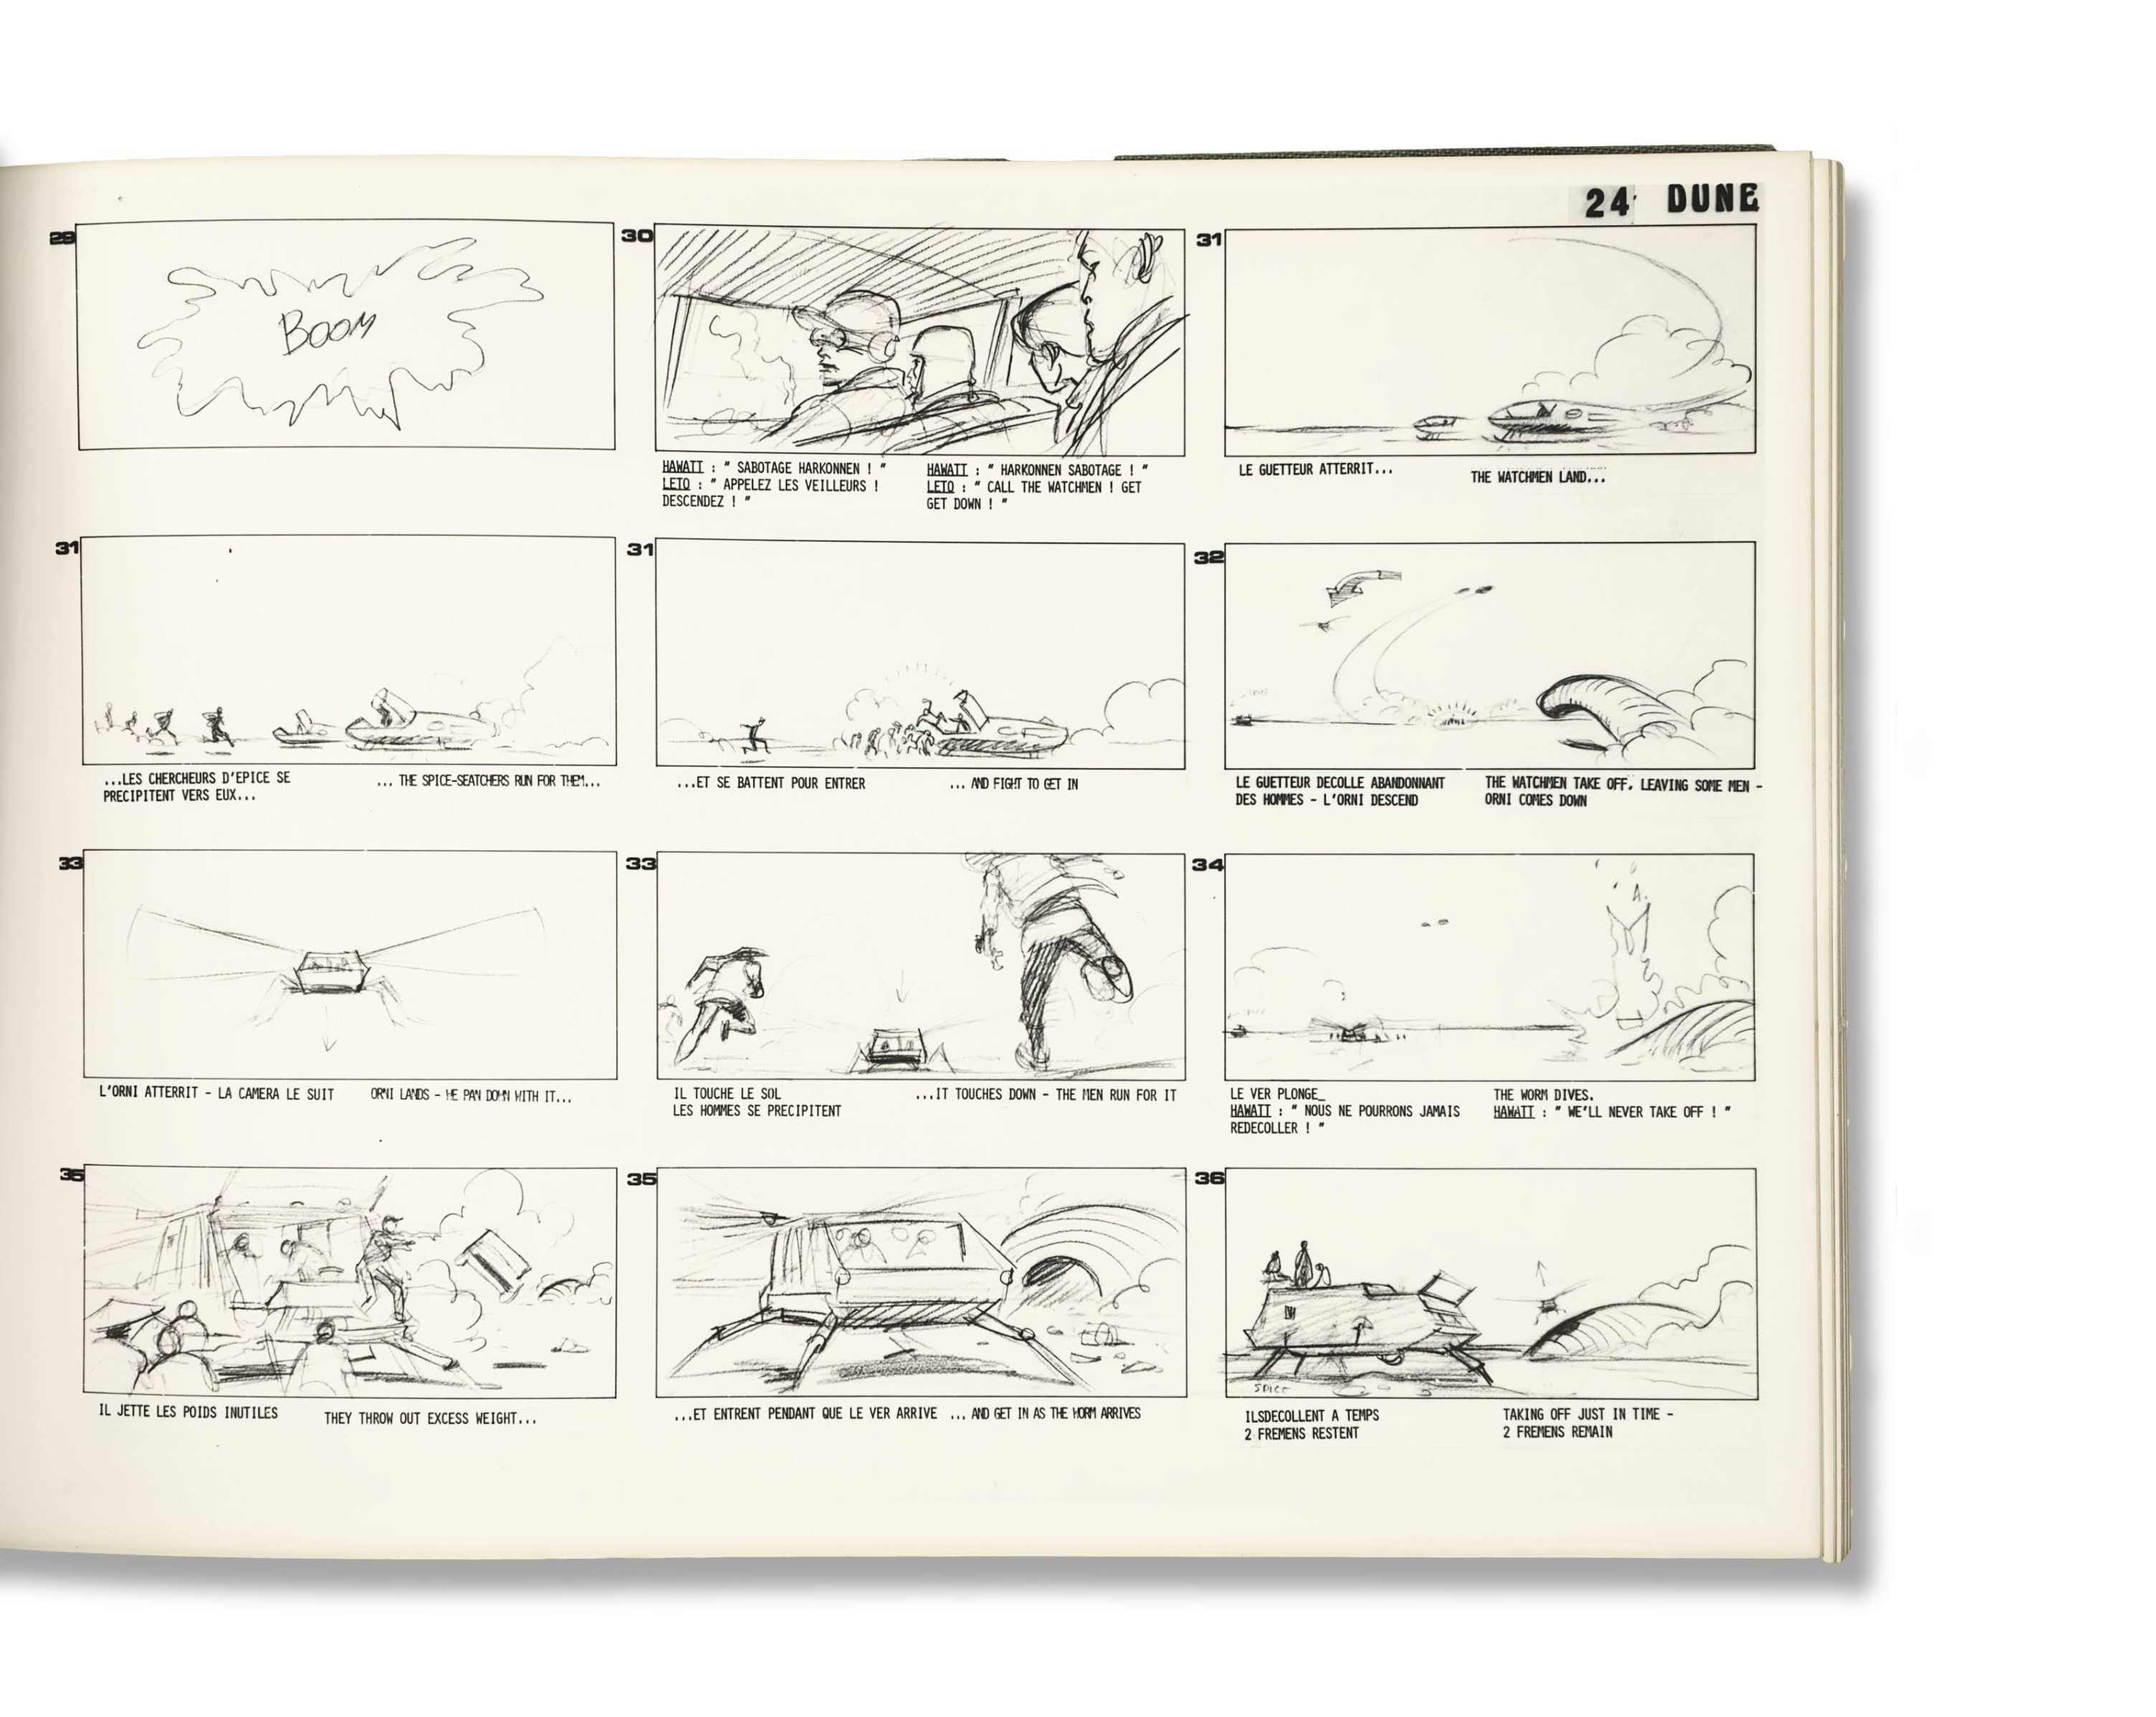 24 DUNE
29
BOOM
30
HAWATT : " SABOTAGE HARKONNEN ! "
LETO : " APPELEZ LES VEILLEURS !
DESCENDEZ ! "
HAWATT : " HARKONNEN SABOTAGE ! "
LETO : " CALL THE WATCHMEN ! GET
GET DOWN ! "
31
LE GUETTEUR ATTERRIT...
THE WATCHMEN LAND...
31
...LES CHERCHEURS D'EPICE SE
PRECIPITENT VERS EUX...
... THE SPICE-SEATCHERS RUN FOR THEM...
31
...ET SE BATTENT POUR ENTRER
... AND FIGHT TO GET IN
32
LE GUETTEUR DECOLLE ABANDONNANT
DES HOMMES - L'ORNI DESCEND
THE WATCHMEN TAKE OFF. LEAVING SOME MEN -
ORNI COMES DOWN
33
L'ORNI ATTERRIT - LA CAMERA LE SUIT
ORNI LANDS - WE PAN DOWN WITH IT...
33
IL TOUCHE LE SOL
LES HOMMES SE PRECIPITENT
...IT TOUCHES DOWN - THE MEN RUN FOR IT
34
LE VER PLONGE_
HAWATT : " NOUS NE POURRONS JAMAIS
REDECOLLER ! "
THE WORM DIVES.
HAWATT : " WE'LL NEVER TAKE OFF ! "
35
IL JETTE LES POIDS INUTILES
THEY THROW OUT EXCESS WEIGHT...
35
...ET ENTRENT PENDANT QUE LE VER ARRIVE
... AND GET IN AS THE WORM ARRIVES
36
SPICE
ILSDECOLLENT A TEMPS
2 FREMENS RESTENT
TAKING OFF JUST IN TIME -
2 FREMENS REMAIN